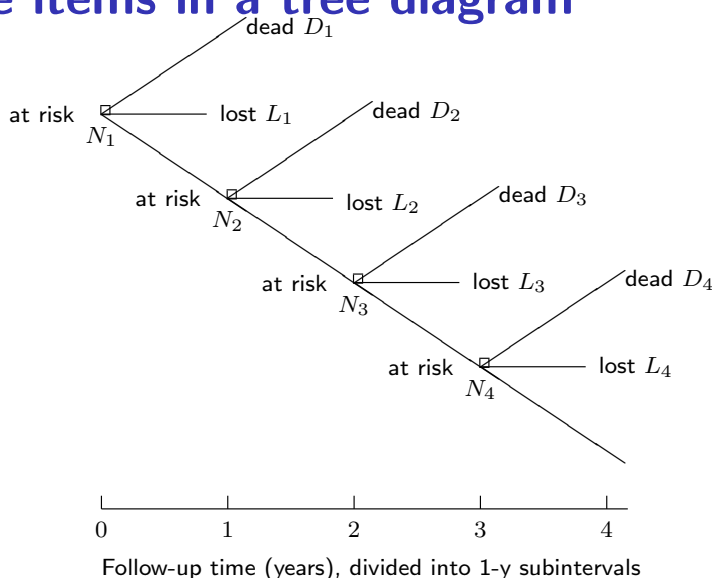 e items in a tree diagram
dead D₁
at risk
lost L₁
N₁
dead D₂
at risk
lost L₂
N₂
dead D₃
at risk
lost L₃
N₃
dead D₄
at risk
lost L₄
N₄
0 1 2 3 4
Follow-up time (years), divided into 1-y subintervals